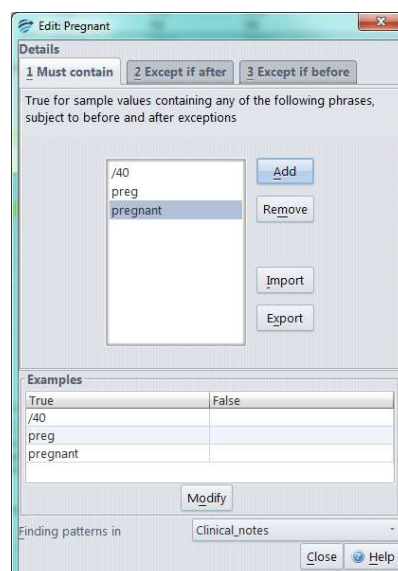 Edit: Pregnant
Details
1 Must contain
2 Except if after
3 Except if before
True for sample values containing any of the following phrases,
subject to before and after exceptions
/40
preg
pregnant
Add
Remove
Import
Export
Examples
True False
/40
preg
pregnant
Modify
Finding patterns in Clinical_notes
Close Help